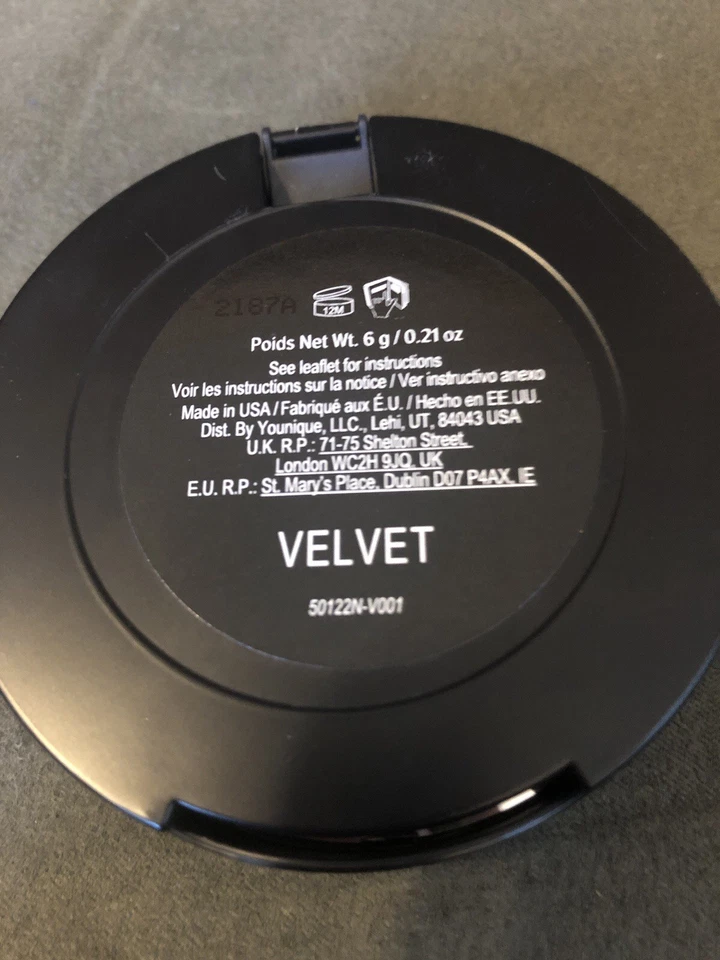 2187A 12M
Poids Net Wt. 6 g / 0.21 oz
See leaflet for instructions
Voir les instructions sur la notice / Ver instructivo anexo
Made in USA / Fabriqué aux É.U. / Hecho en EE.UU.
Dist. By Younique, LLC., Lehi, UT, 84043 USA
U.K. R.P.: 71-75 Shelton Street,
London WC2H 9JQ, UK
E.U. R.P.: St. Mary's Place, Dublin D07 P4AX, IE
VELVET
50122N-V001